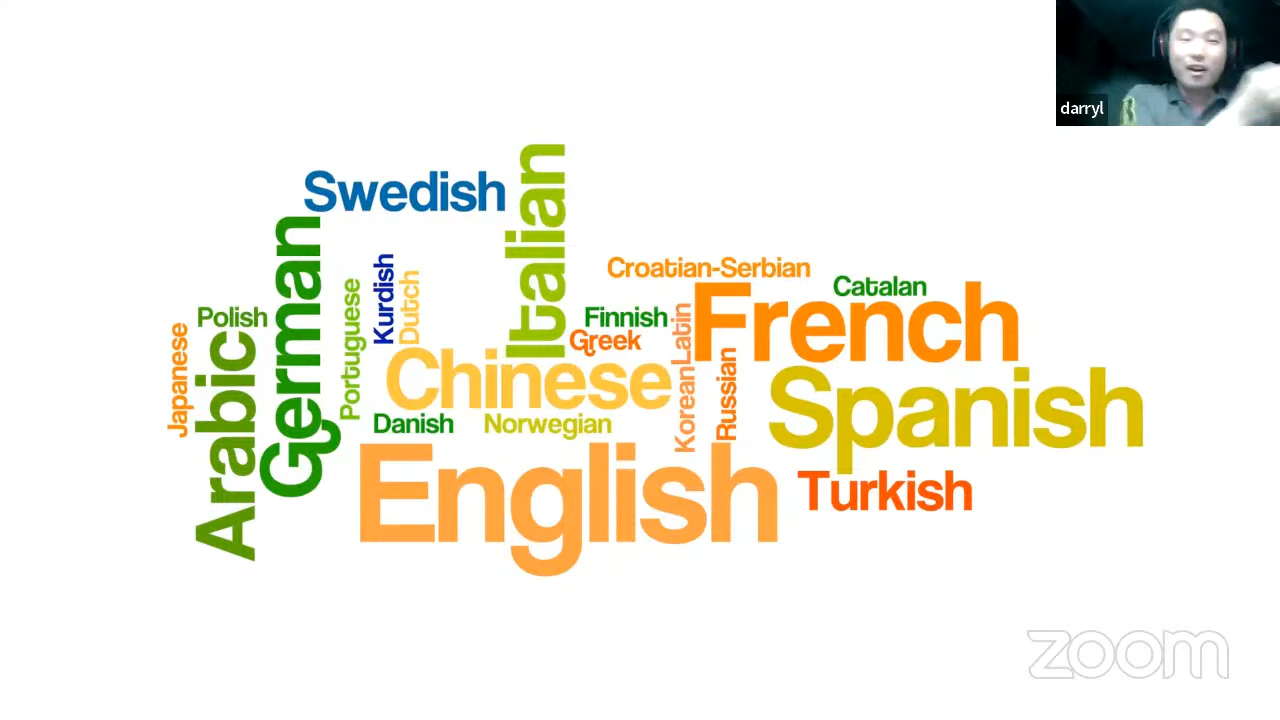 darryl
Swedish
Italian
German
Croatian-Serbian
Kurdish
Dutch
Portuguese
Catalan
French
Polish
Finnish
Latin
Greek
Japanese
Arabic
Chinese
Korean
Russian
Spanish
Danish
Norwegian
English
Turkish
zoom